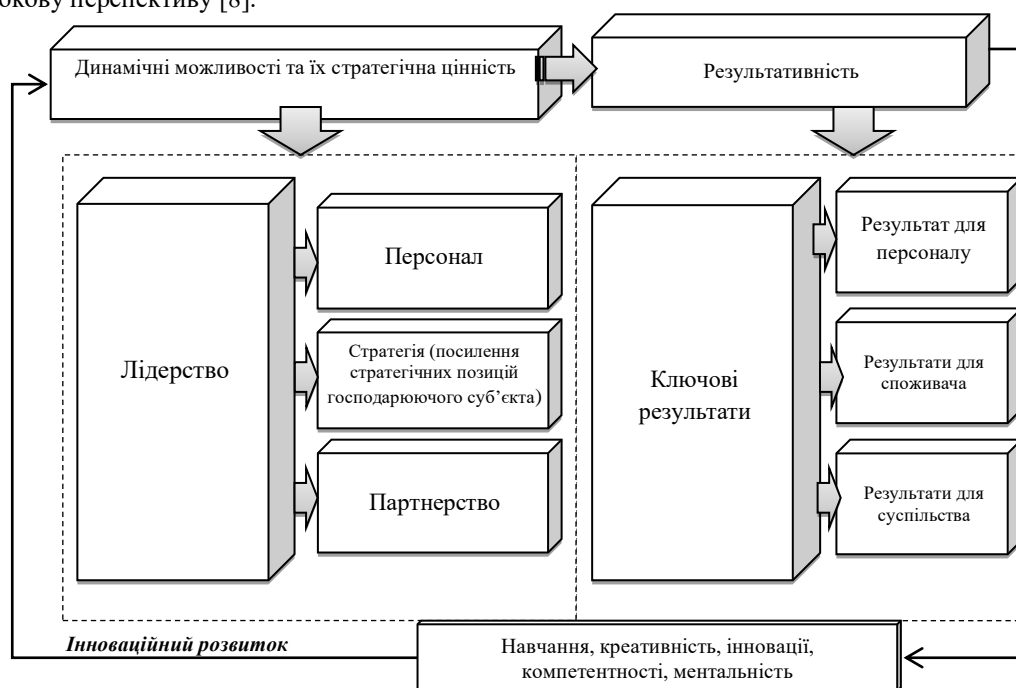 перспективу [8].
Динамічні можливості та їх стратегічна цінність
Результативність
Лідерство
Персонал
Стратегія (посилення
стратегічних позицій
господарюючого суб’єкта)
Партнерство
Ключові
результати
Результат для
персоналу
Результати для
споживача
Результати для
суспільства
Інноваційний розвиток
Навчання, креативність, інновації,
компетентності, ментальність